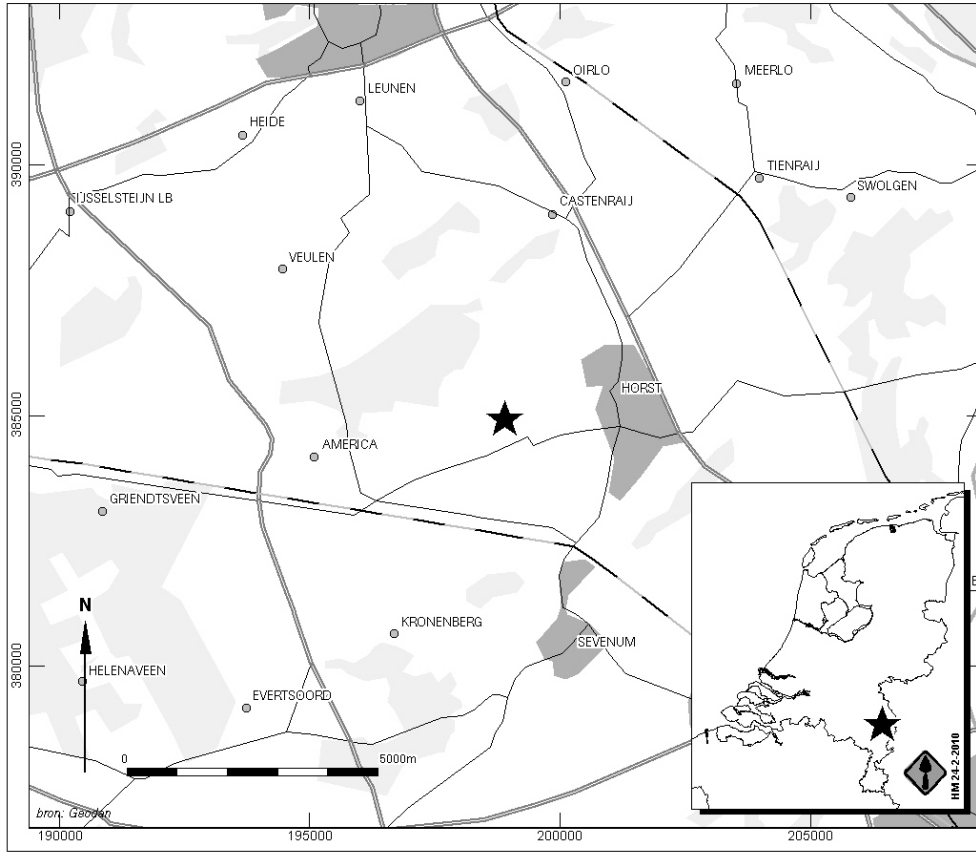 OIRLO
MEERLO
LEUNEN
HEIDE
390000
TIENRAIJ
SWOLGEN
IJSSELSTEIJN LB
CASTENRAIJ
VEULEN
HORST
385000
AMERICA
GRIENDTSVEEN
N
KRONENBERG
SEVENUM
380000
HELENAVEEN
EVERTSOORD
0
5000m
HM 24-2-2010
bron: Geodan
190000
195000
200000
205000